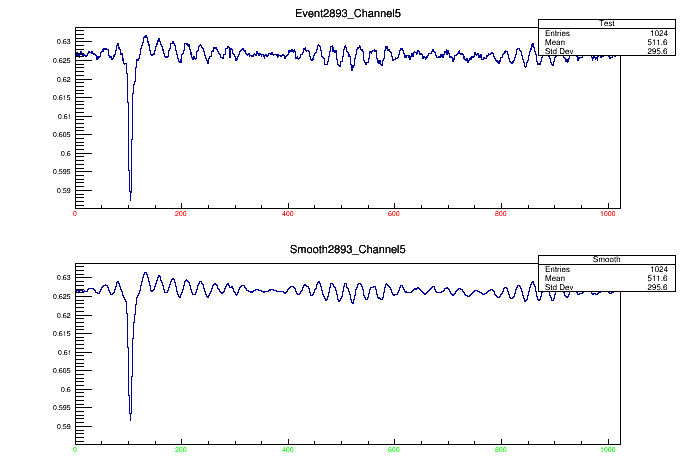 Event2893_Channel5
Test
Entries 1024
Mean 511.6
Std Dev 295.6
0.63
0.625
0.62
0.615
0.61
0.605
0.6
0.595
0.59
0 200 400 600 800 1000
Smooth2893_Channel5
Smooth
Entries 1024
Mean 511.6
Std Dev 295.6
0.63
0.625
0.62
0.615
0.61
0.605
0.6
0.595
0.59
0 200 400 600 800 1000